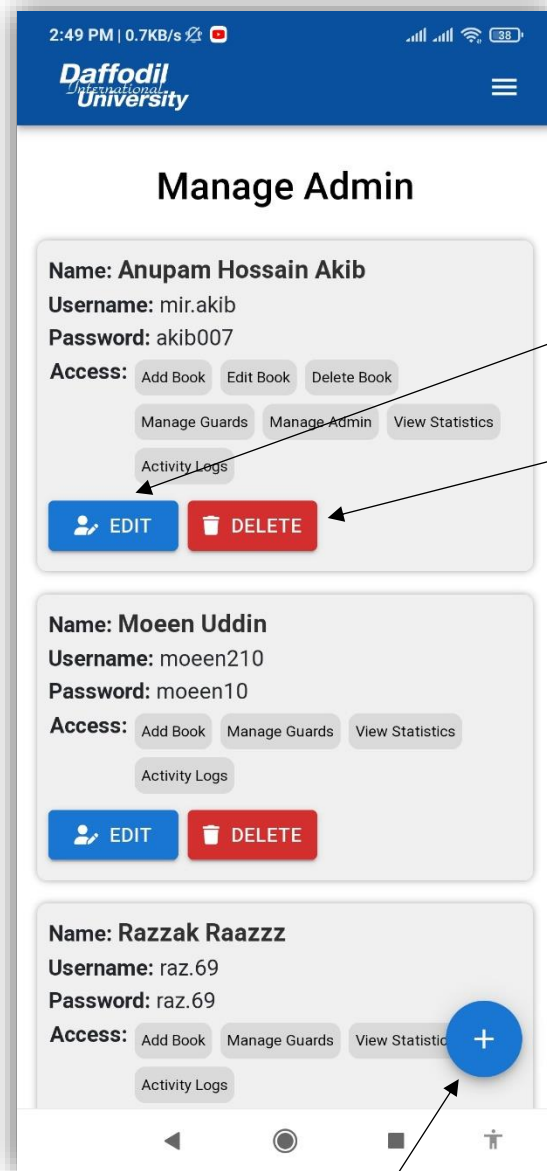 2:49 PM | 0.7KB/s
38
Daffodil
International
University
Manage Admin
Name: Anupam Hossain Akib
Username: mir.akib
Password: akib007
Access: Add Book Edit Book Delete Book
Manage Guards Manage Admin View Statistics
Activity Logs
EDIT DELETE
Name: Moeen Uddin
Username: moeen210
Password: moeen10
Access: Add Book Manage Guards View Statistics
Activity Logs
EDIT DELETE
Name: Razzak Raazzz
Username: raz.69
Password: raz.69
Access: Add Book Manage Guards View Statistic
+
Activity Logs